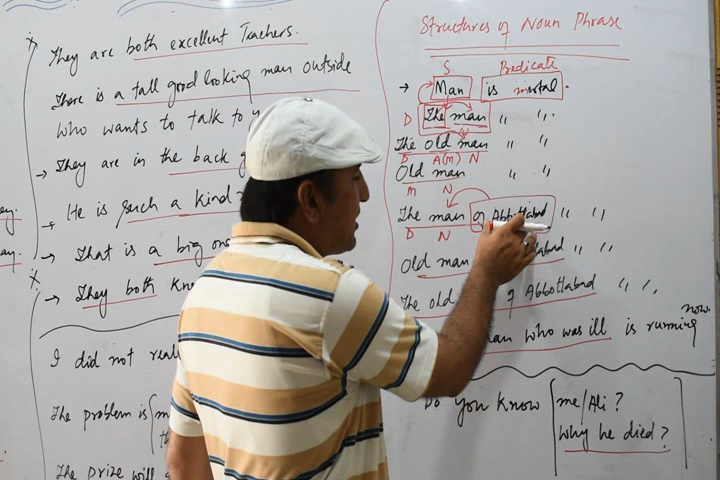 They are both excellent Teachers.
There is a tall good looking man outside
who wants to talk to
They are in the back
He is such a kind
That is a big one
They both
I did not
The problem is
The prize will
Structures of Noun Phrase
S Predicate
→ Man is mortal.
D The man " "
The old man " "
D A(M) N
Old man " "
M N
The man of Abbottabad " "
D N
Old man " "
The old of Abbottabad " "
man who was ill is running now.
Do you know me/Ali?
Why he died?